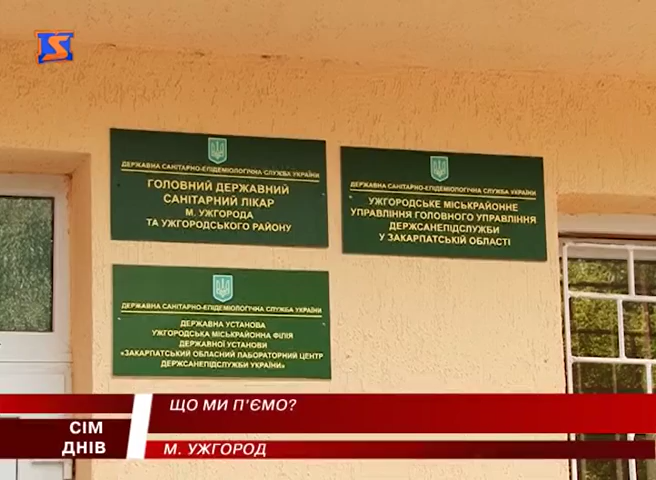 ДЕРЖАВНА САНІТАРНО-ЕПІДЕМІОЛОГІЧНА СЛУЖБА УКРАЇНИ
ГОЛОВНИЙ ДЕРЖАВНИЙ
САНІТАРНИЙ ЛІКАР
М. УЖГОРОДА
ТА УЖГОРОДСЬКОГО РАЙОНУ
ДЕРЖАВНА САНІТАРНО-ЕПІДЕМІОЛОГІЧНА СЛУЖБА УКРАЇНИ
УЖГОРОДСЬКЕ МІСЬКРАЙОННЕ
УПРАВЛІННЯ ГОЛОВНОГО УПРАВЛІННЯ
ДЕРЖСАНЕПІДСЛУЖБИ
У ЗАКАРПАТСЬКІЙ ОБЛАСТІ
ДЕРЖАВНА САНІТАРНО-ЕПІДЕМІОЛОГІЧНА СЛУЖБА УКРАЇНИ
ДЕРЖАВНА УСТАНОВА
УЖГОРОДСЬКА МІСЬКРАЙОННА ФІЛІЯ
ДЕРЖАВНОЇ УСТАНОВИ
«ЗАКАРПАТСЬКИЙ ОБЛАСНИЙ ЛАБОРАТОРНИЙ ЦЕНТР
ДЕРЖСАНЕПІДСЛУЖБИ УКРАЇНИ»
СІМ
ДНІВ
ЩО МИ П'ЄМО?
М. УЖГОРОД